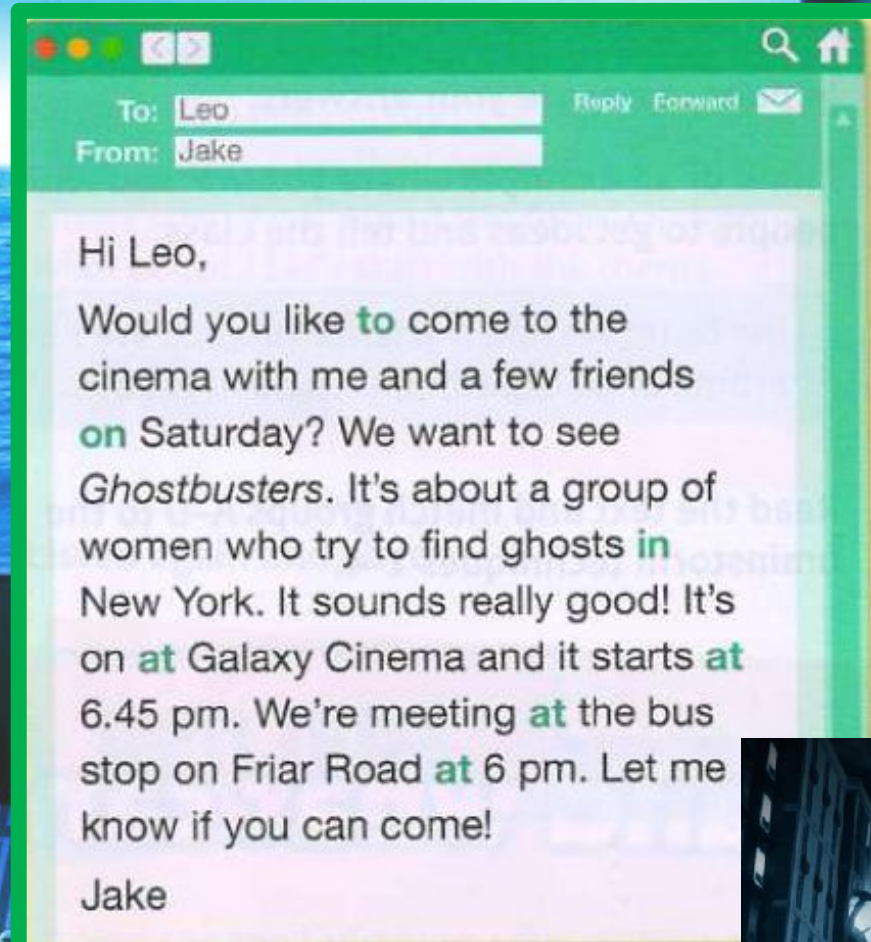 Reply Forward
To: Leo
From: Jake
Hi Leo,
Would you like to come to the
cinema with me and a few friends
on Saturday? We want to see
Ghostbusters. It's about a group of
women who try to find ghosts in
New York. It sounds really good! It's
on at Galaxy Cinema and it starts at
6.45 pm. We're meeting at the bus
stop on Friar Road at 6 pm. Let me
know if you can come!
Jake